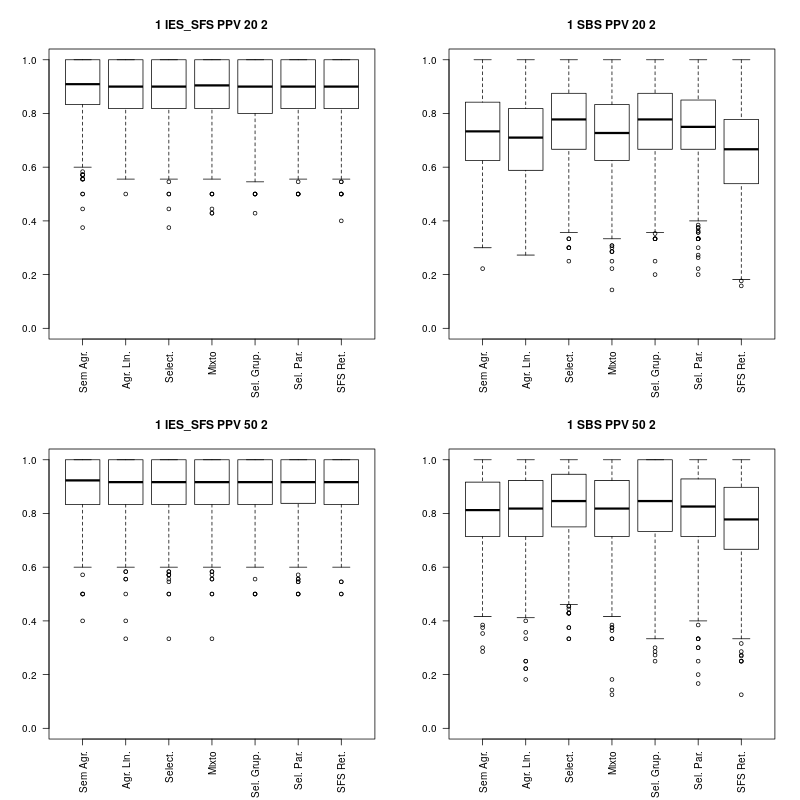 1 IES_SFS PPV 20 2
1.0
0.8
0.6
0.4
0.2
0.0
Sem Agr.
Agr. Lin.
Select.
Mixto
Sel. Grup.
Sel. Par.
SFS Ret.
1 SBS PPV 20 2
1.0
0.8
0.6
0.4
0.2
0.0
Sem Agr.
Agr. Lin.
Select.
Mixto
Sel. Grup.
Sel. Par.
SFS Ret.
1 IES_SFS PPV 50 2
1.0
0.8
0.6
0.4
0.2
0.0
Sem Agr.
Agr. Lin.
Select.
Mixto
Sel. Grup.
Sel. Par.
SFS Ret.
1 SBS PPV 50 2
1.0
0.8
0.6
0.4
0.2
0.0
Sem Agr.
Agr. Lin.
Select.
Mixto
Sel. Grup.
Sel. Par.
SFS Ret.